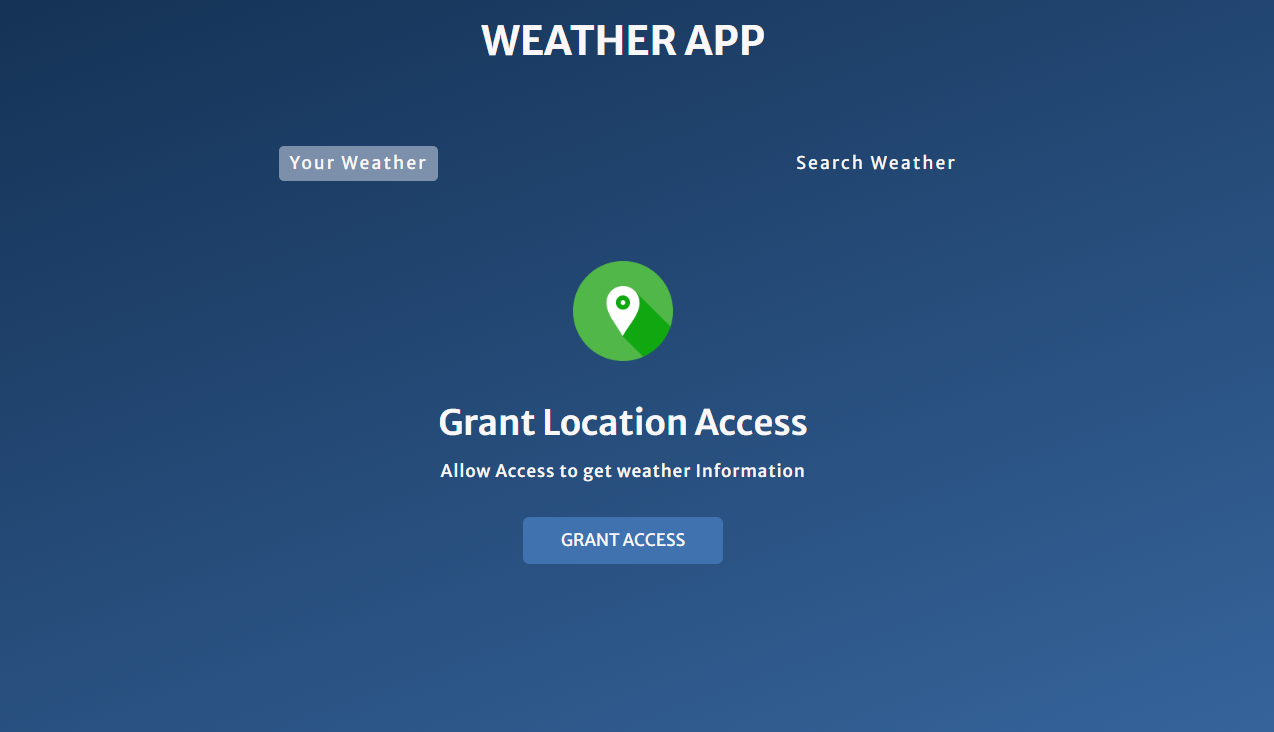 WEATHER APP
Your Weather
Search Weather
Grant Location Access
Allow Access to get weather Information
GRANT ACCESS